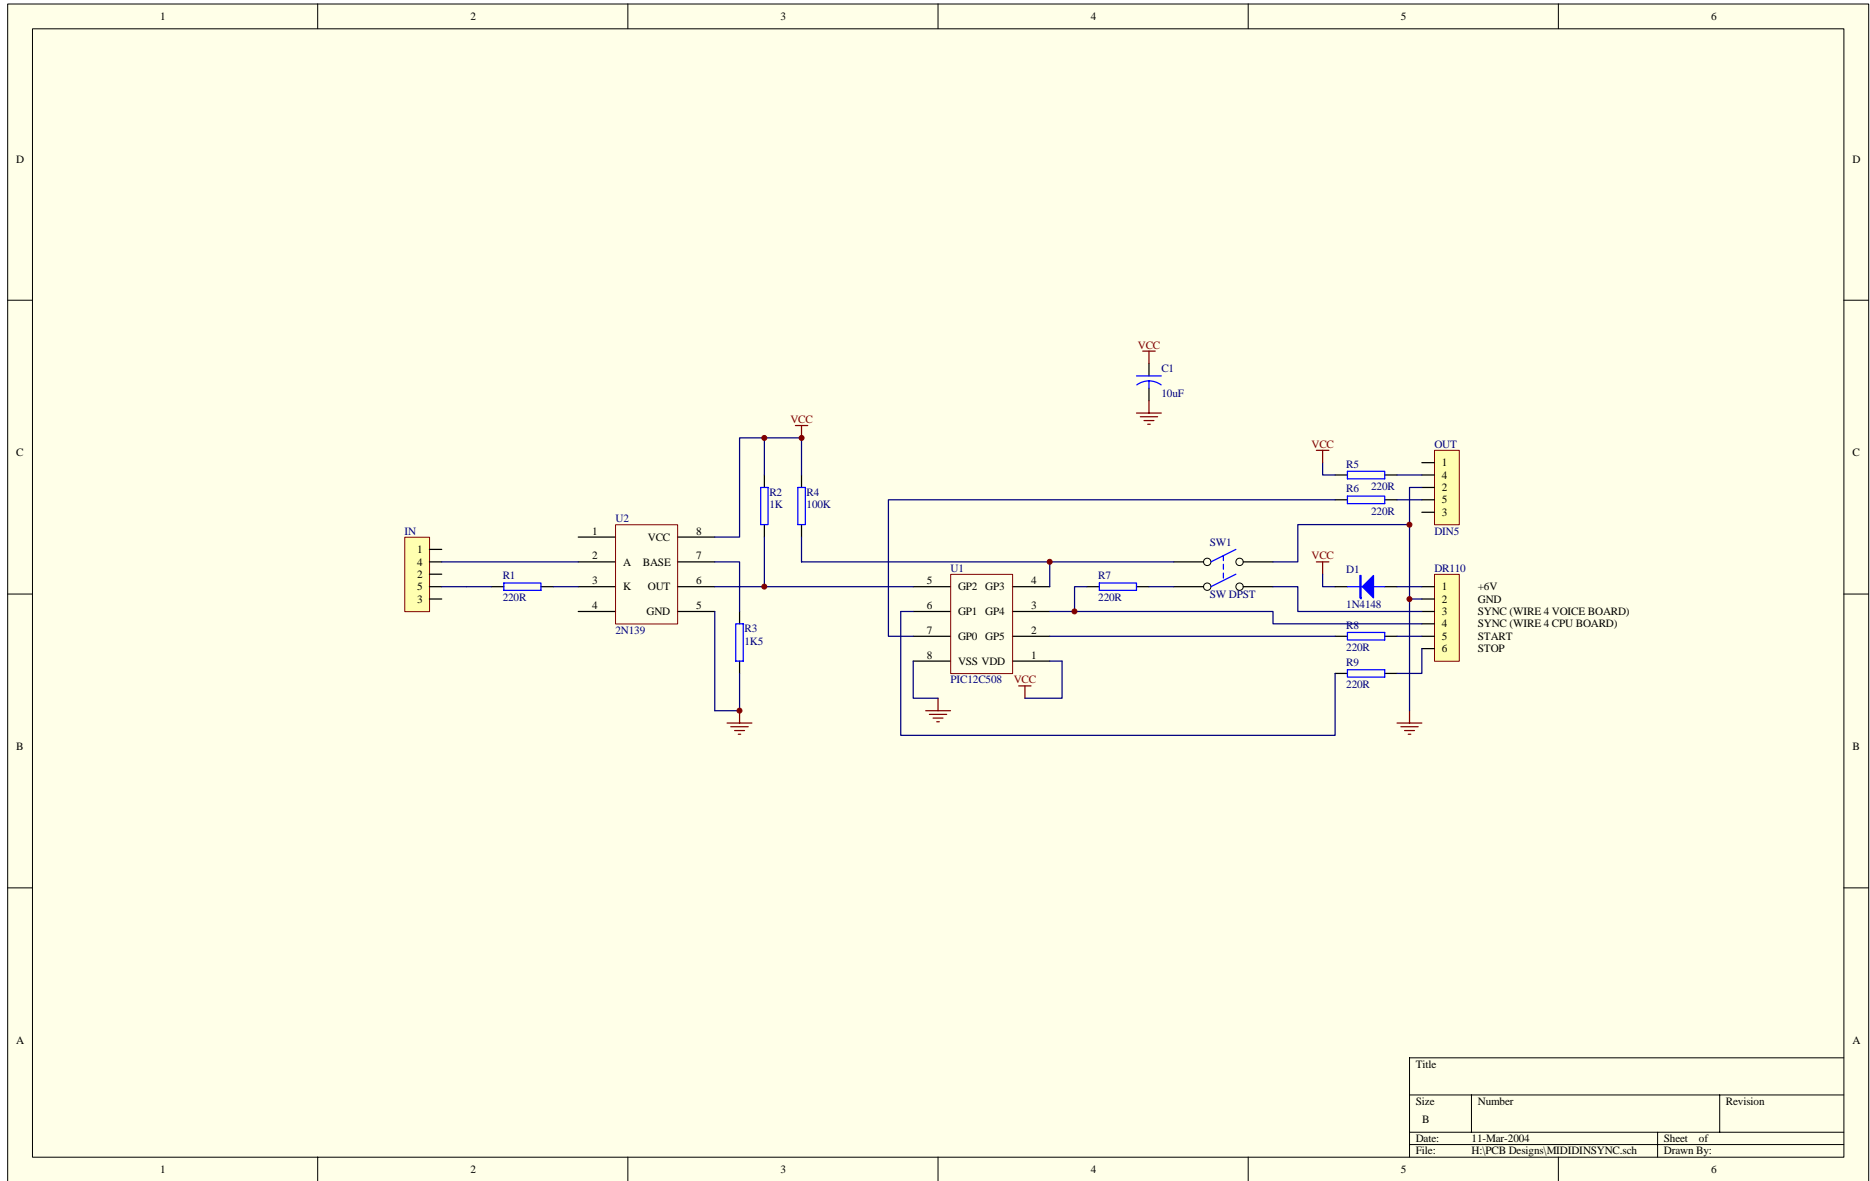 1 2 3 4 5 6
D D
VCC
C1
10uF
VCC
C C
OUT
VCC
R5
220R
R6
220R
1
4
2
5
3
DIN5
R2
1K
R4
100K
IN
1
4
2
5
3
R1
220R
U2
1 VCC 8
2 A BASE 7
3 K OUT 6
4 GND 5
2N139
R3
1K5
U1
5 GP2 GP3 4
6 GP1 GP4 3
7 GP0 GP5 2
8 VSS VDD 1
PIC12C508
VCC
R7
220R
SW1
SW DPST
VCC
D1
1N4148
R8
220R
R9
220R
DR110
1 +6V
2 GND
3 SYNC (WIRE 4 VOICE BOARD)
4 SYNC (WIRE 4 CPU BOARD)
5 START
6 STOP
B B
A A
Title
Size Number Revision
B
Date: 11-Mar-2004 Sheet of
File: H:\PCB Designs\MIDIDINSYNC.sch Drawn By:
1 2 3 4 5 6